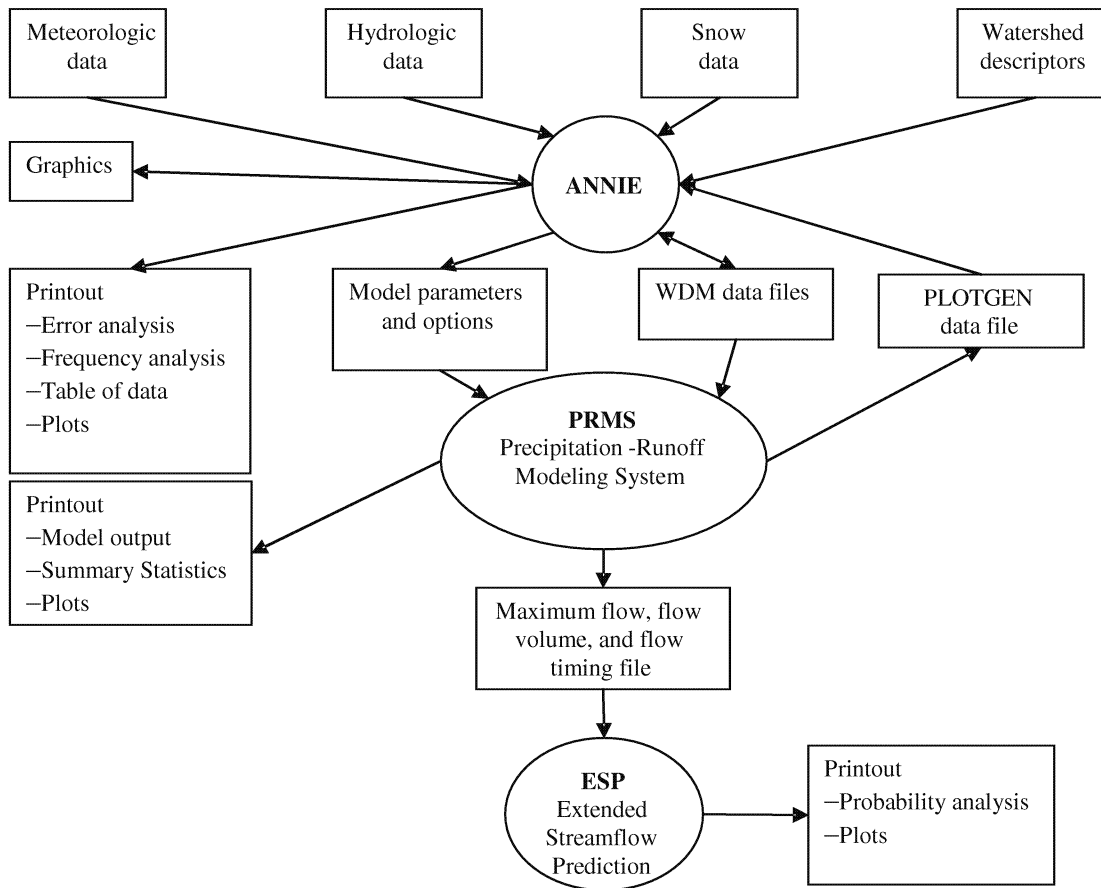 Meteorologic
data
Hydrologic
data
Snow
data
Watershed
descriptors
Graphics
ANNIE
Printout
–Error analysis
–Frequency analysis
–Table of data
–Plots
Model parameters
and options
WDM data files
PLOTGEN
data file
PRMS
Precipitation -Runoff
Modeling System
Printout
–Model output
–Summary Statistics
–Plots
Maximum flow, flow
volume, and flow
timing file
ESP
Extended
Streamflow
Prediction
Printout
–Probability analysis
–Plots